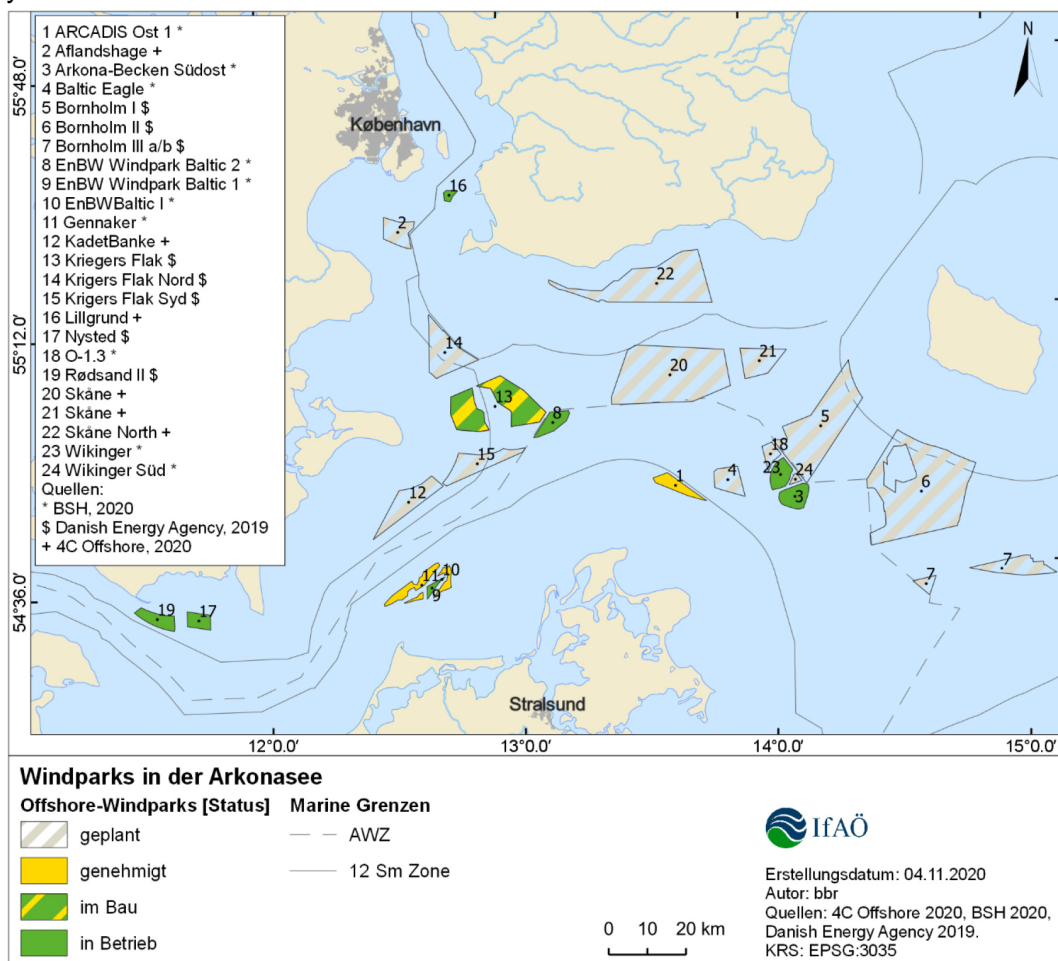 1 ARCADIS Ost 1 *
2 Aflandshage +
3 Arkona-Becken Südost *
4 Baltic Eagle *
5 Bornholm I $
6 Bornholm II $
7 Bornholm III a/b $
8 EnBW Windpark Baltic 2 *
9 EnBW Windpark Baltic 1 *
10 EnBWBaltic I *
11 Gennaker *
12 KadetBanke +
13 Kriegers Flak $
14 Krigers Flak Nord $
15 Krigers Flak Syd $
16 Lillgrund +
17 Nysted $
18 O-1.3 *
19 Rødsand II $
20 Skåne +
21 Skåne +
22 Skåne North +
23 Wikinger *
24 Wikinger Süd *
Quellen:
* BSH, 2020
$ Danish Energy Agency, 2019
+ 4C Offshore, 2020
N
55°48.0'
55°12.0'
54°36.0'
København
16
2
22
14
20
21
13
8
5
15
18
23
24
4
1
3
6
12
7
7
11
10
9
19
17
Stralsund
12°0.0'
13°0.0'
14°0.0'
15°0.0'
Windparks in der Arkonasee
Offshore-Windparks [Status]
geplant
genehmigt
im Bau
in Betrieb
Marine Grenzen
AWZ
12 Sm Zone
0 10 20 km
IfAÖ
Erstellungsdatum: 04.11.2020
Autor: bbr
Quellen: 4C Offshore 2020, BSH 2020,
Danish Energy Agency 2019.
KRS: EPSG:3035